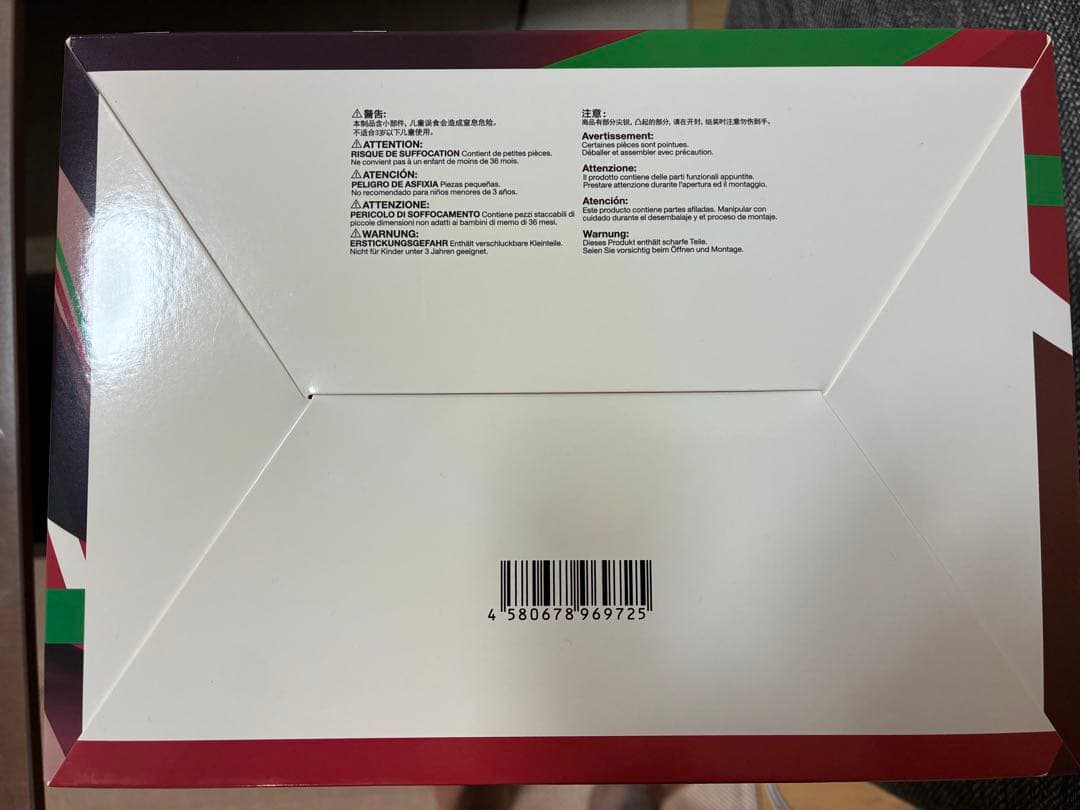 ⚠警告:
本制品含小部件, 儿童误食会造成窒息危险。
不适合3岁以下儿童使用。
⚠ATTENTION:
RISQUE DE SUFFOCATION Contient de petites pièces.
Ne convient pas à un enfant de moins de 36 mois.
⚠ATENCIÓN:
PELIGRO DE ASFIXIA Piezas pequeñas.
No recomendado para niños menores de 3 años.
⚠ATTENZIONE:
PERICOLO DI SOFFOCAMENTO Contiene pezzi staccabili di
piccole dimensioni non adatti ai bambini di memo di 36 mesi.
⚠WARNUNG:
ERSTICKUNGSGEFAHR Enthält verschluckbare Kleinteile.
Nicht für Kinder unter 3 Jahren geeignet.
注意:
商品有部分尖锐, 凸起的部分, 请在开封, 组装时注意勿伤到手。
Avertissement:
Certaines pièces sont pointues.
Déballer et assembler avec précaution.
Attenzione:
Il prodotto contiene delle parti funzionali appuntite.
Prestare attenzione durante l'apertura ed il montaggio.
Atención:
Este producto contiene partes afiladas. Manipular con
cuidado durante el desembalaje y el proceso de montaje.
Warnung:
Dieses Produkt enthält scharfe Teile.
Seien Sie vorsichtig beim Öffnen und Montage.
4 580678 969725